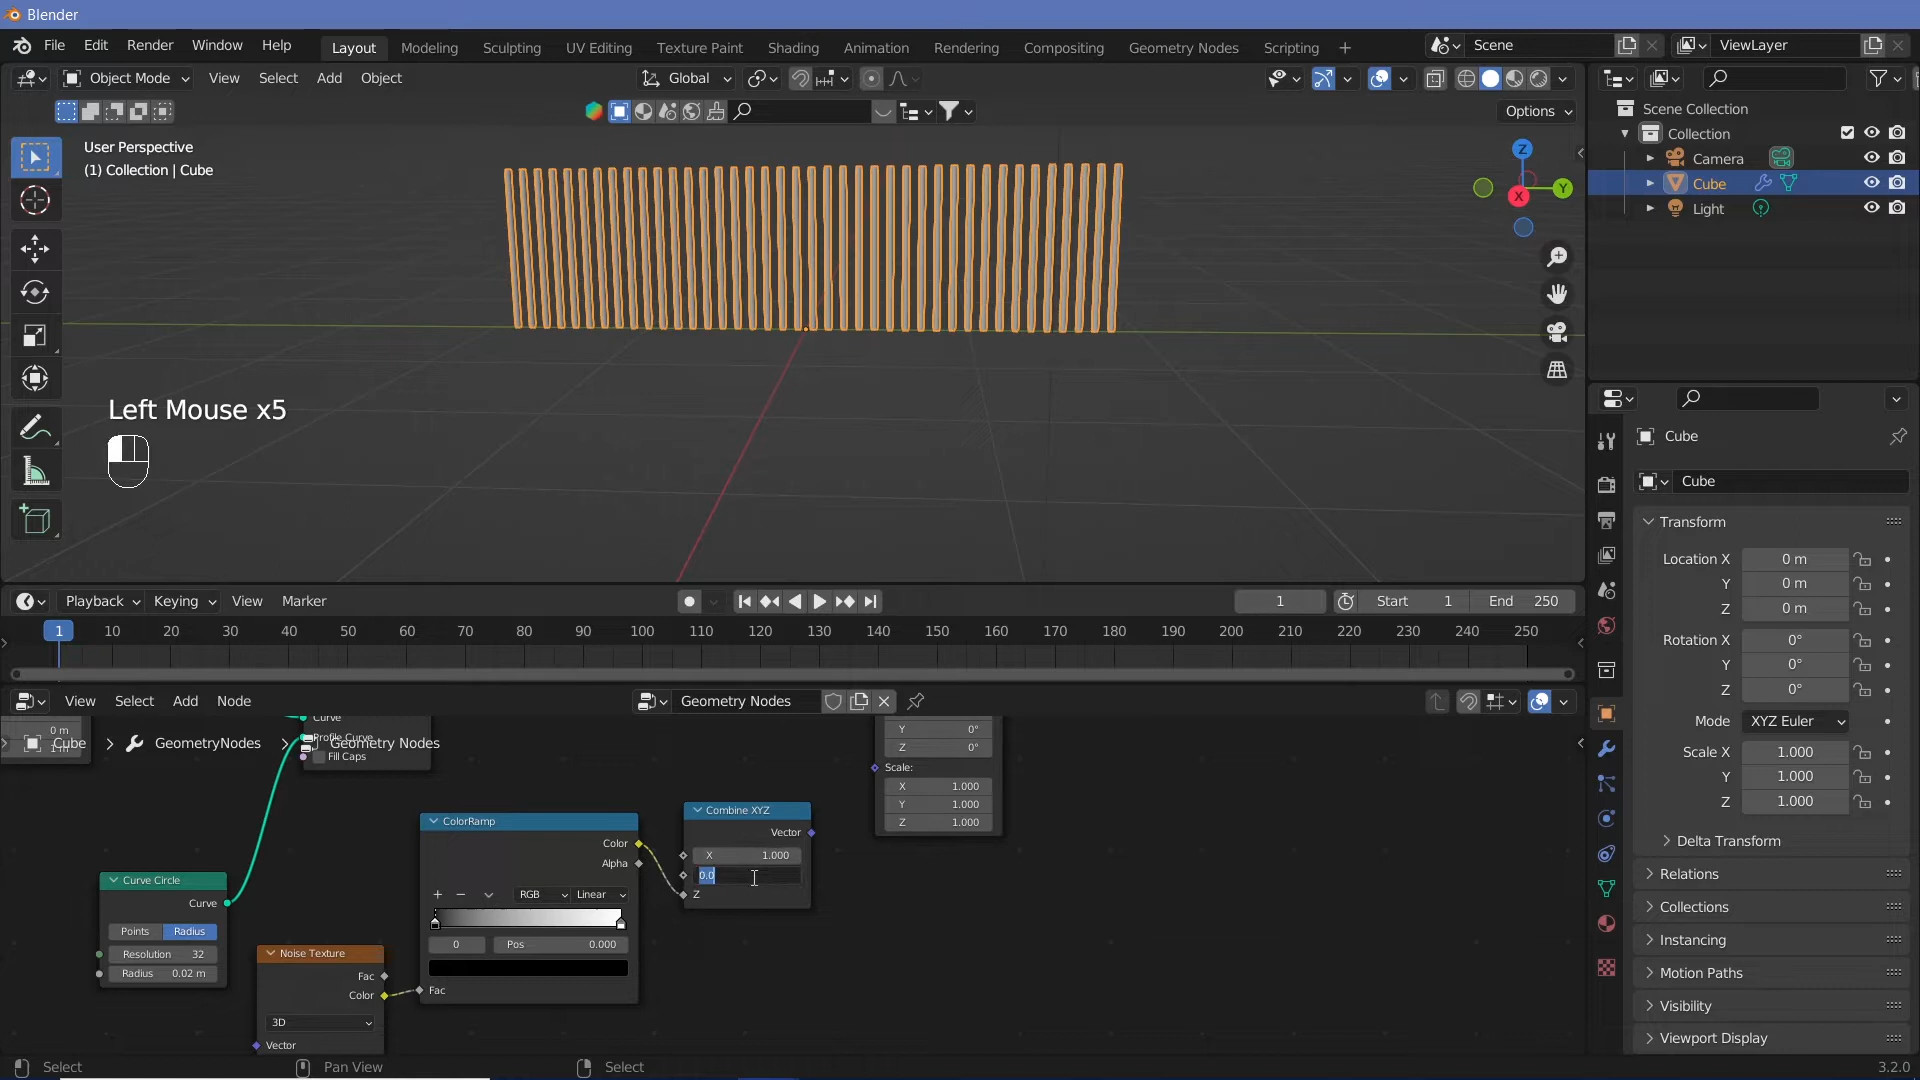 Blender
File Edit Render Window Help
Layout Modeling Sculpting UV Editing Texture Paint Shading Animation Rendering Compositing Geometry Nodes Scripting +
Scene
ViewLayer
Object Mode View Select Add Object
Global
Options
User Perspective
(1) Collection | Cube
Z
Y
X
Left Mouse x5
Scene Collection
Collection
Camera
Cube
Light
Cube
Cube
Transform
Location X 0 m
Y 0 m
Z 0 m
Rotation X 0°
Y 0°
Z 0°
Mode XYZ Euler
Scale X 1.000
Y 1.000
Z 1.000
Delta Transform
Relations
Collections
Instancing
Motion Paths
Visibility
Viewport Display
Playback Keying View Marker
1
Start 1
End 250
1 10 20 30 40 50 60 70 80 90 100 110 120 130 140 150 160 170 180 190 200 210 220 230 240 250
View Select Add Node
Geometry Nodes
0 m
Cube > GeometryNodes > Geometry Nodes
Curve
Profile Curve
Fill Caps
Y 0°
Z 0°
Scale:
X 1.000
Y 1.000
Z 1.000
ColorRamp
Color
Alpha
+ − RGB Linear
0 Pos 0.000
Fac
Combine XYZ
Vector
X 1.000
0.0
Z
Curve Circle
Curve
Points Radius
Resolution 32
Radius 0.02 m
Noise Texture
Fac
Color
3D
Vector
Select Pan View Select
3.2.0